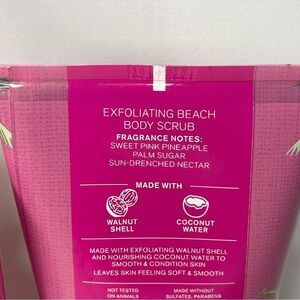 EXFOLIATING BEACH
BODY SCRUB
FRAGRANCE NOTES:
SWEET PINK PINEAPPLE
PALM SUGAR
SUN-DRENCHED NECTAR
MADE WITH
WALNUT
SHELL
COCONUT
WATER
MADE WITH EXFOLIATING WALNUT SHELL
AND NOURISHING COCONUT WATER TO
SMOOTH & CONDITION SKIN
LEAVES SKIN FEELING SOFT & SMOOTH
NOT TESTED
ON ANIMALS
MADE WITHOUT
SULFATES, PARABENS